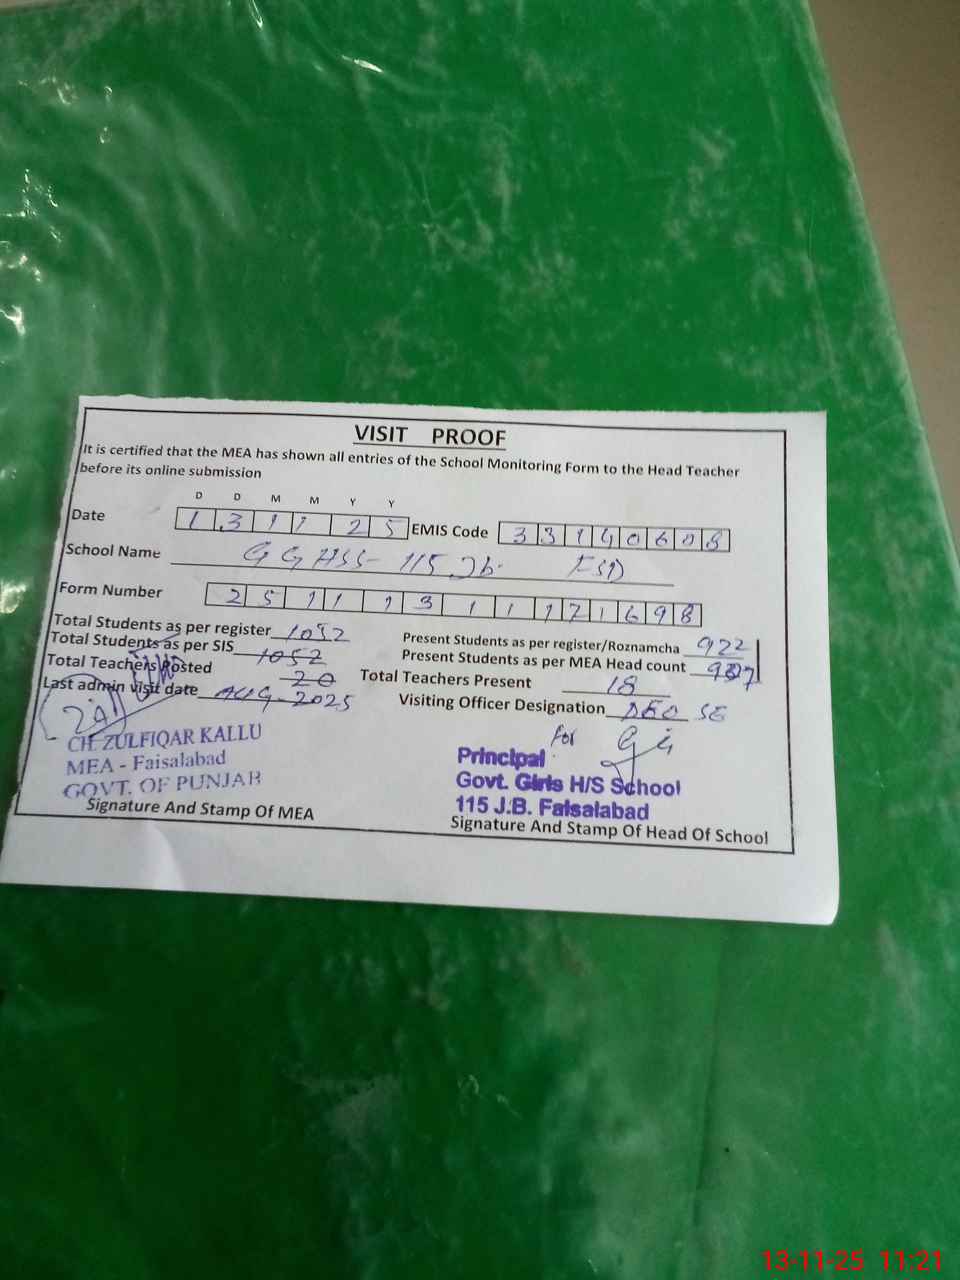 VISIT PROOF
It is certified that the MEA has shown all entries of the School Monitoring Form to the Head Teacher
before its online submission
D D M M Y Y
Date 1 3 1 1 2 5 EMIS Code 3 3 1 4 0 6 0 8
School Name GGHSS- 115 Jb. FSD
Form Number 2 5 1 1 1 3 1 1 1 7 1 6 9 8
Total Students as per register 1052 Present Students as per register/Roznamcha 922
Total Students as per SIS 1052 Present Students as per MEA Head count
Total Teachers Posted 20 Total Teachers Present 18
Last admin visit date AUG-2025 Visiting Officer Designation DEO SE
for
CH. ZULFIQAR KALLU
MEA - Faisalabad
GOVT. OF PUNJAB
Signature And Stamp Of MEA
Principal
Govt. Girls H/S School
115 J.B. Faisalabad
Signature And Stamp Of Head Of School
13-11-25 11:21